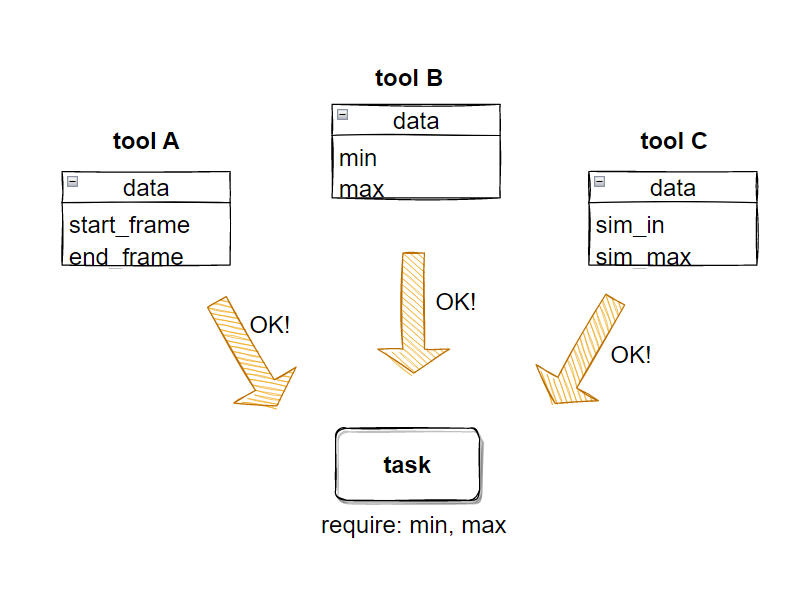 tool B
data
min
max
tool A
data
start_frame
end_frame
tool C
data
sim_in
sim_max
OK!
OK!
OK!
task
require: min, max